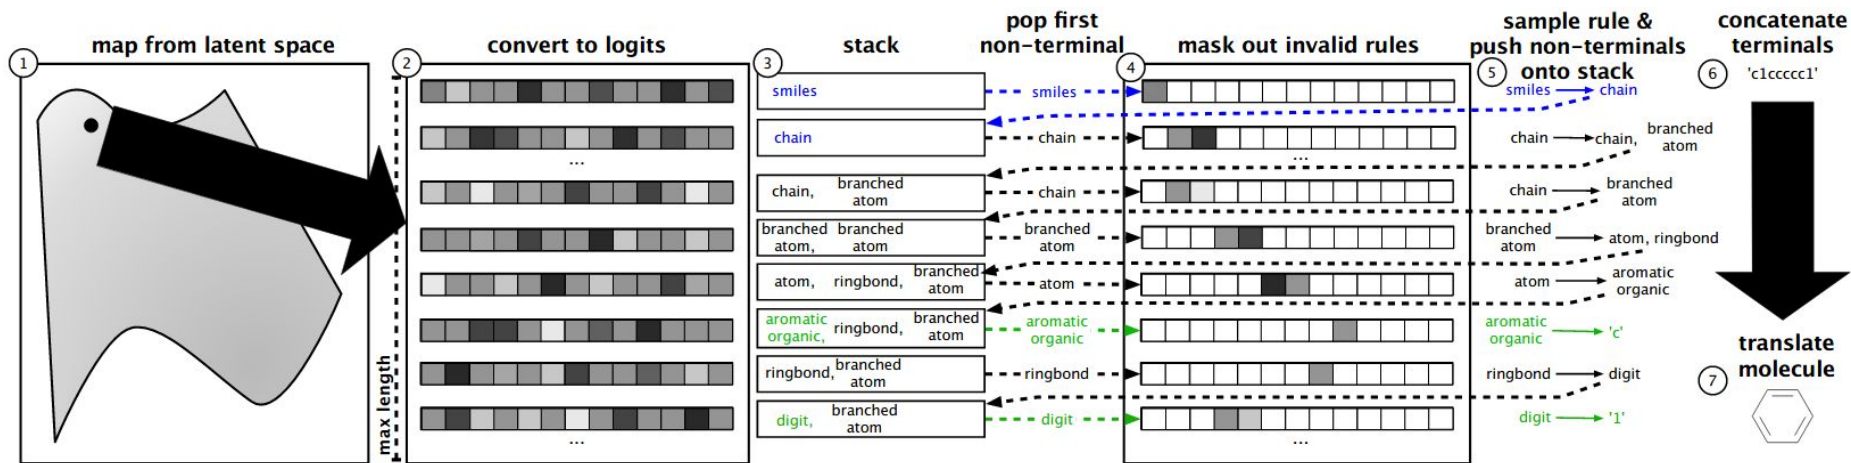 map from latent space
convert to logits
stack
pop first
non-terminal
mask out invalid rules
sample rule &
push non-terminals
onto stack
concatenate
terminals
1
2
3
4
5
6
'c1ccccc1'
smiles
smiles
smiles
chain
chain
chain
chain
chain,
branched
atom
...
...
chain,
branched
atom
chain
chain
branched
atom
branched
atom,
branched
atom
branched
atom
branched
atom
atom, ringbond
atom,
ringbond,
branched
atom
atom
atom
aromatic
organic
aromatic
organic,
ringbond,
branched
atom
aromatic
organic
aromatic
organic
'c'
translate
molecule
7
ringbond,
branched
atom
ringbond
ringbond
digit
digit,
branched
atom
digit
digit
'1'
...
...
max length